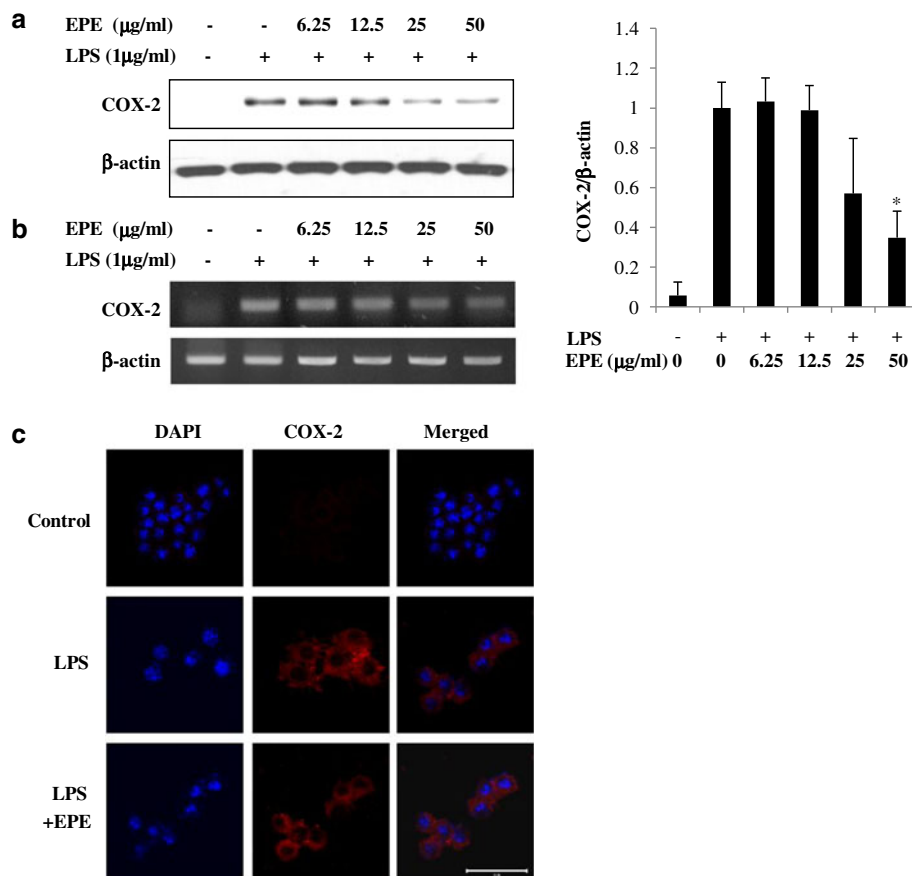 a
EPE (μg/ml) - - 6.25 12.5 25 50
LPS (1μg/ml) - + + + + +
COX-2
β-actin
b
EPE (μg/ml) - - 6.25 12.5 25 50
LPS (1μg/ml) - + + + + +
COX-2
β-actin
COX-2/β-actin
1.4
1.2
1
0.8
0.6
0.4
0.2
0
*
LPS - + + + + +
EPE (μg/ml) 0 0 6.25 12.5 25 50
c
DAPI COX-2 Merged
Control
LPS
LPS
+EPE